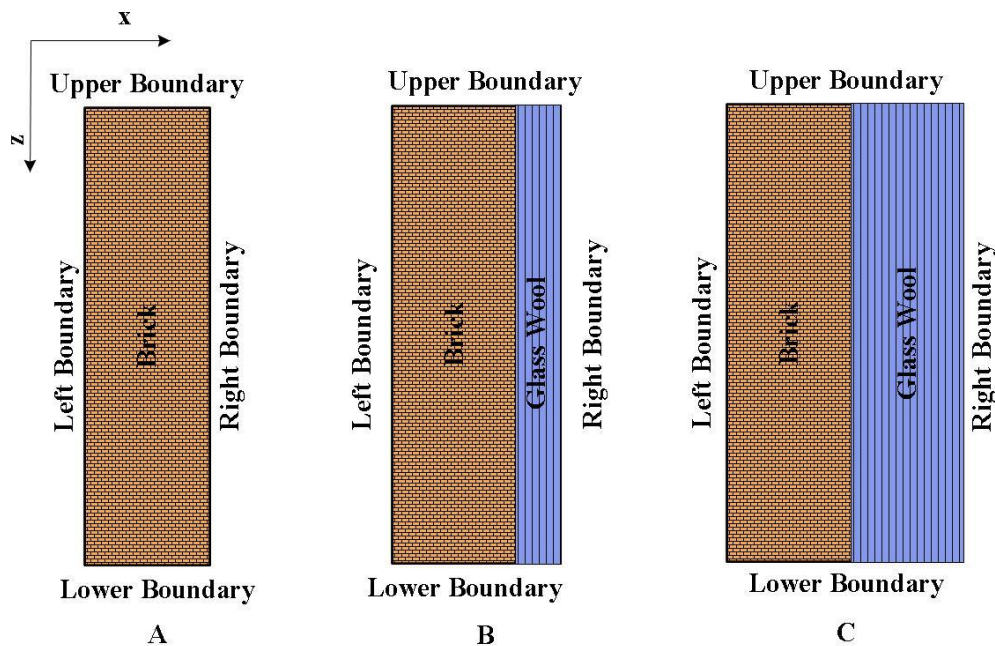 x
z
Upper Boundary
Left Boundary
Brick
Right Boundary
Lower Boundary
A
Upper Boundary
Left Boundary
Brick
Glass Wool
Right Boundary
Lower Boundary
B
Upper Boundary
Left Boundary
Brick
Glass Wool
Right Boundary
Lower Boundary
C